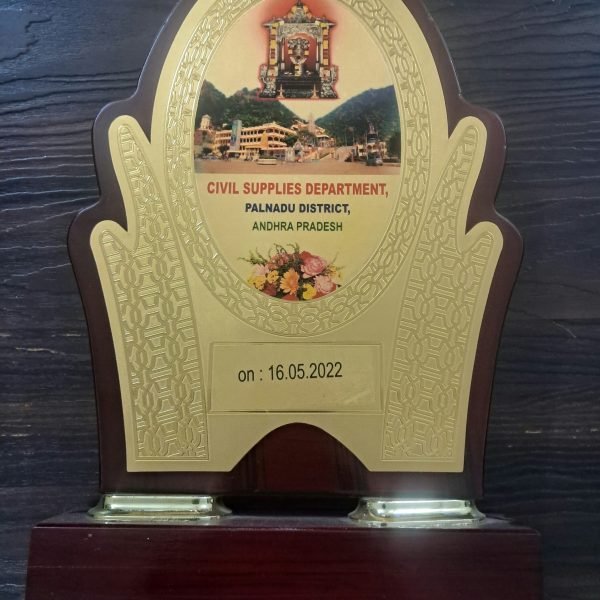 CIVIL SUPPLIES DEPARTMENT,
PALNADU DISTRICT,
ANDHRA PRADESH
on : 16.05.2022